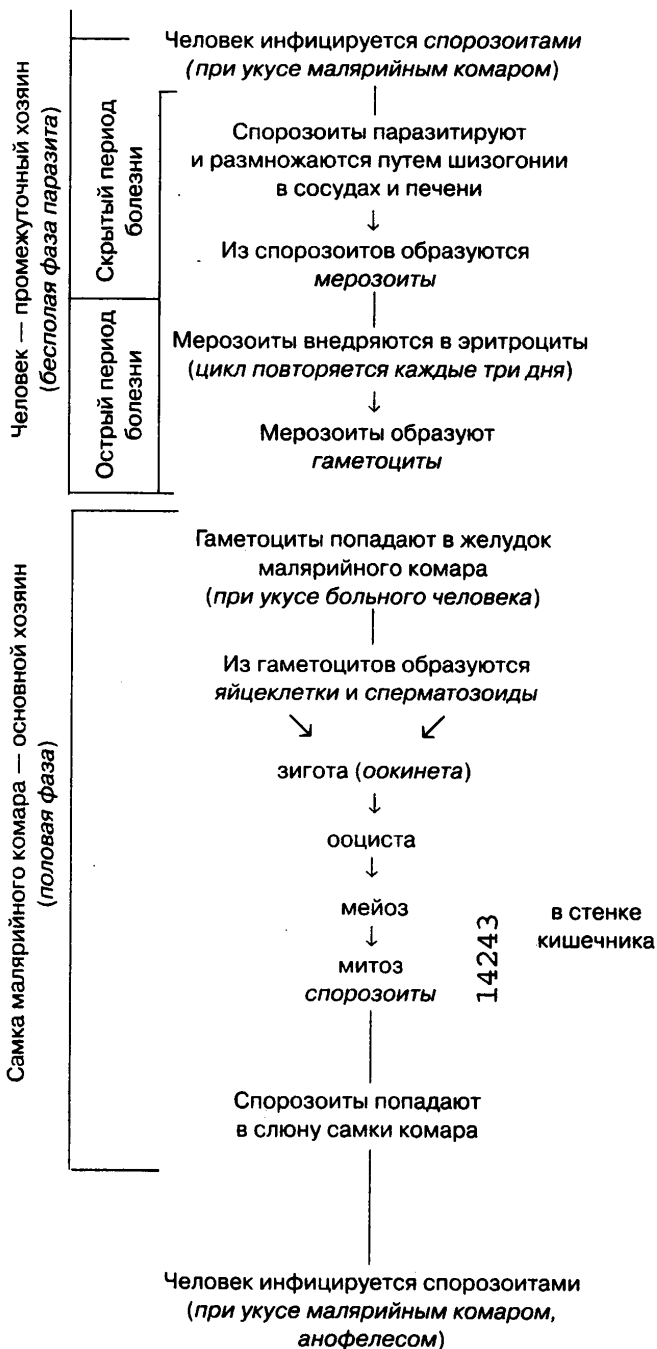 Человек инфицируется спорозоитами
(при укусе малярийным комаром)
Человек — промежуточный хозяин
(бесполая фаза паразита)
Скрытый период
болезни
Спорозоиты паразитируют
и размножаются путем шизогонии
в сосудах и печени
Из спорозоитов образуются
мерозоиты
Острый период
болезни
Мерозоиты внедряются в эритроциты
(цикл повторяется каждые три дня)
Мерозоиты образуют
гаметоциты
Самка малярийного комара — основной хозяин
(половая фаза)
Гаметоциты попадают в желудок
малярийного комара
(при укусе больного человека)
Из гаметоцитов образуются
яйцеклетки и сперматозоиды
зигота (оокинета)
ооциста
мейоз
митоз
спорозоиты
14243
в стенке
кишечника
Спорозоиты попадают
в слюну самки комара
Человек инфицируется спорозоитами
(при укусе малярийным комаром,
анофелесом)